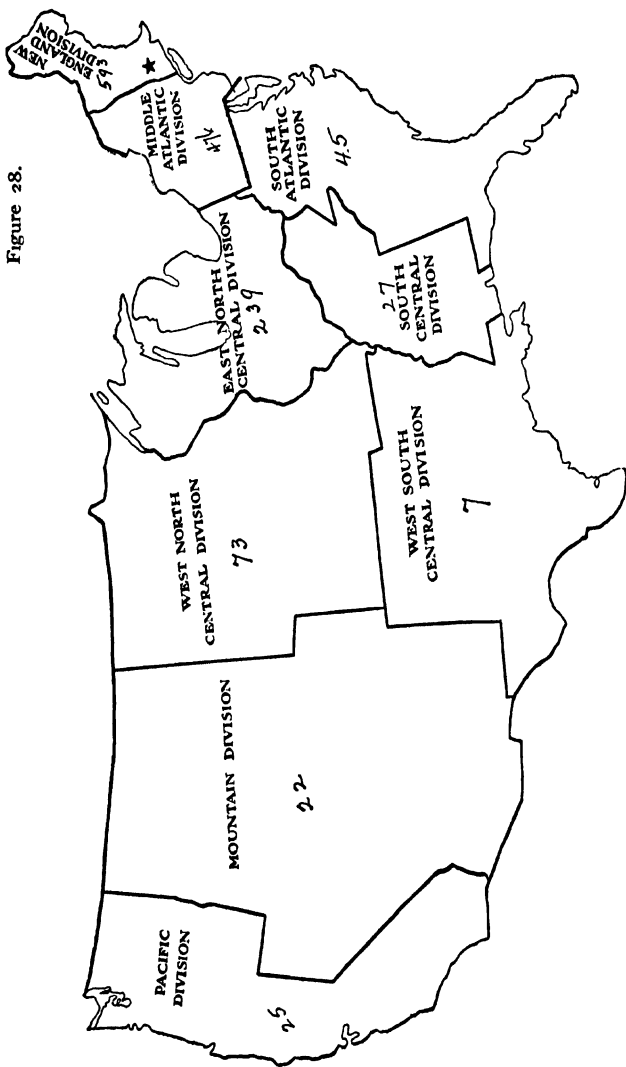 Figure 28.
NEW
ENGLAND
DIVISION
593
MIDDLE
ATLANTIC
DIVISION
SOUTH
ATLANTIC
DIVISION
45
EAST NORTH
CENTRAL DIVISION
239
27
SOUTH
CENTRAL
DIVISION
WEST NORTH
CENTRAL DIVISION
73
WEST SOUTH
CENTRAL DIVISION
7
MOUNTAIN DIVISION
22
PACIFIC
DIVISION
25